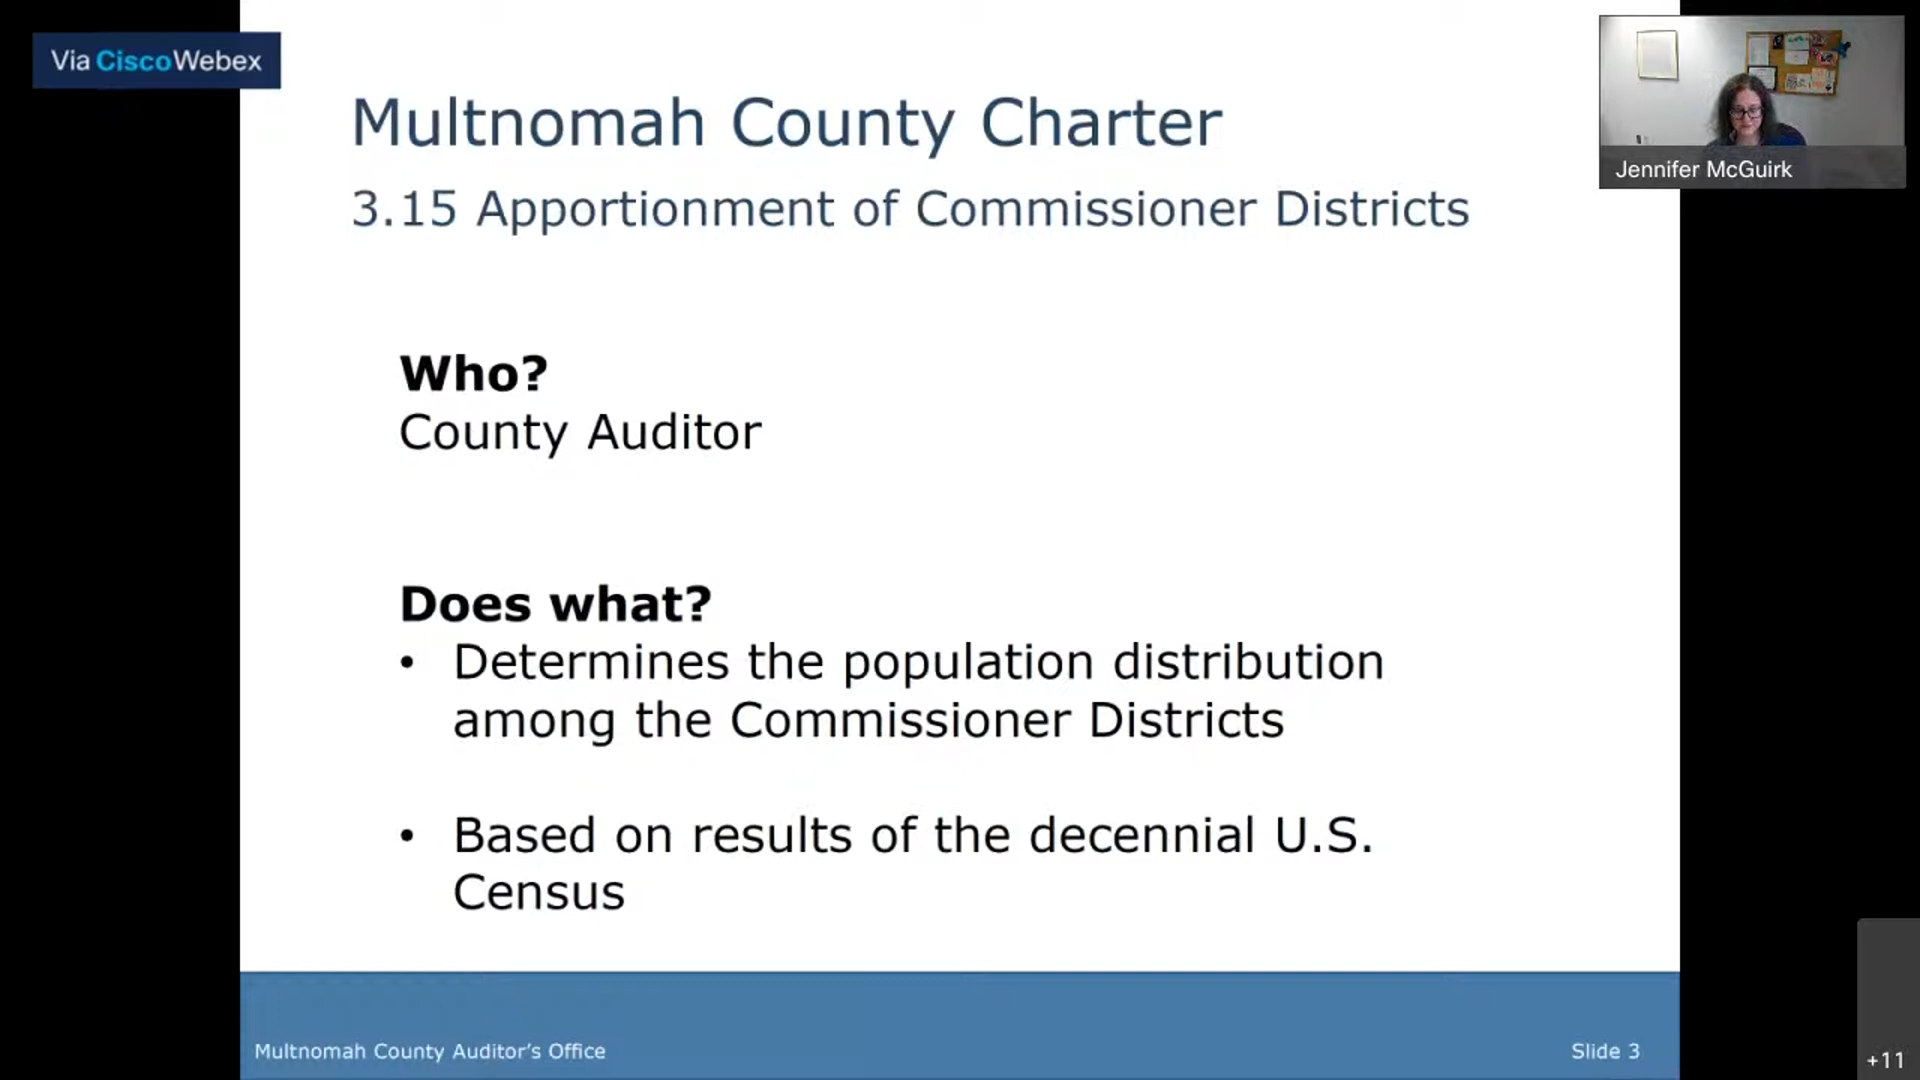 Via CiscoWebex
Multnomah County Charter
3.15 Apportionment of Commissioner Districts
Jennifer McGuirk
Who?
County Auditor
Does what?
• Determines the population distribution
among the Commissioner Districts
• Based on results of the decennial U.S.
Census
Multnomah County Auditor’s Office
Slide 3
+11